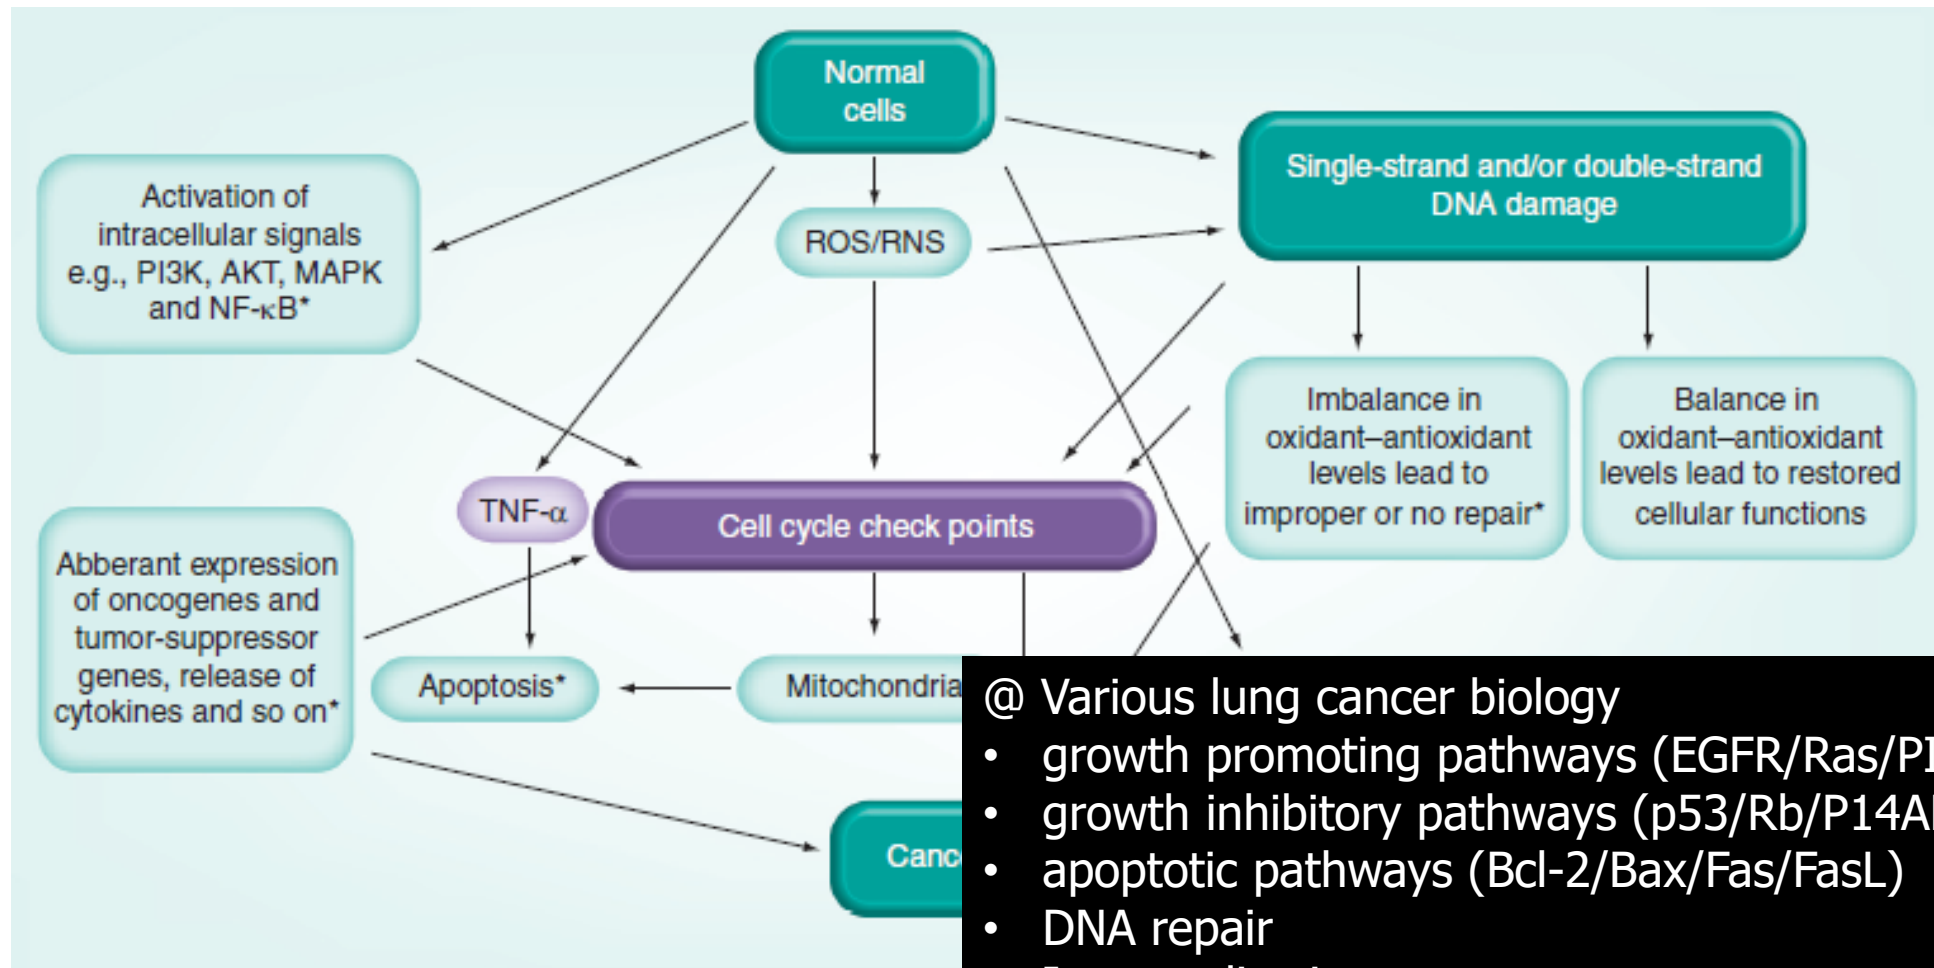 Normal
cells
Single-strand and/or double-strand
DNA damage
Activation of
intracellular signals
e.g., PI3K, AKT, MAPK
and NF-κB*
ROS/RNS
Imbalance in
oxidant–antioxidant
levels lead to
improper or no repair*
Balance in
oxidant–antioxidant
levels lead to restored
cellular functions
TNF-α
Cell cycle check points
Abberant expression
of oncogenes and
tumor-suppressor
genes, release of
cytokines and so on*
Apoptosis*
Mitochondria
@ Various lung cancer biology
• growth promoting pathways (EGFR/Ras/PI
• growth inhibitory pathways (p53/Rb/P14A
• apoptotic pathways (Bcl-2/Bax/Fas/FasL)
• DNA repair